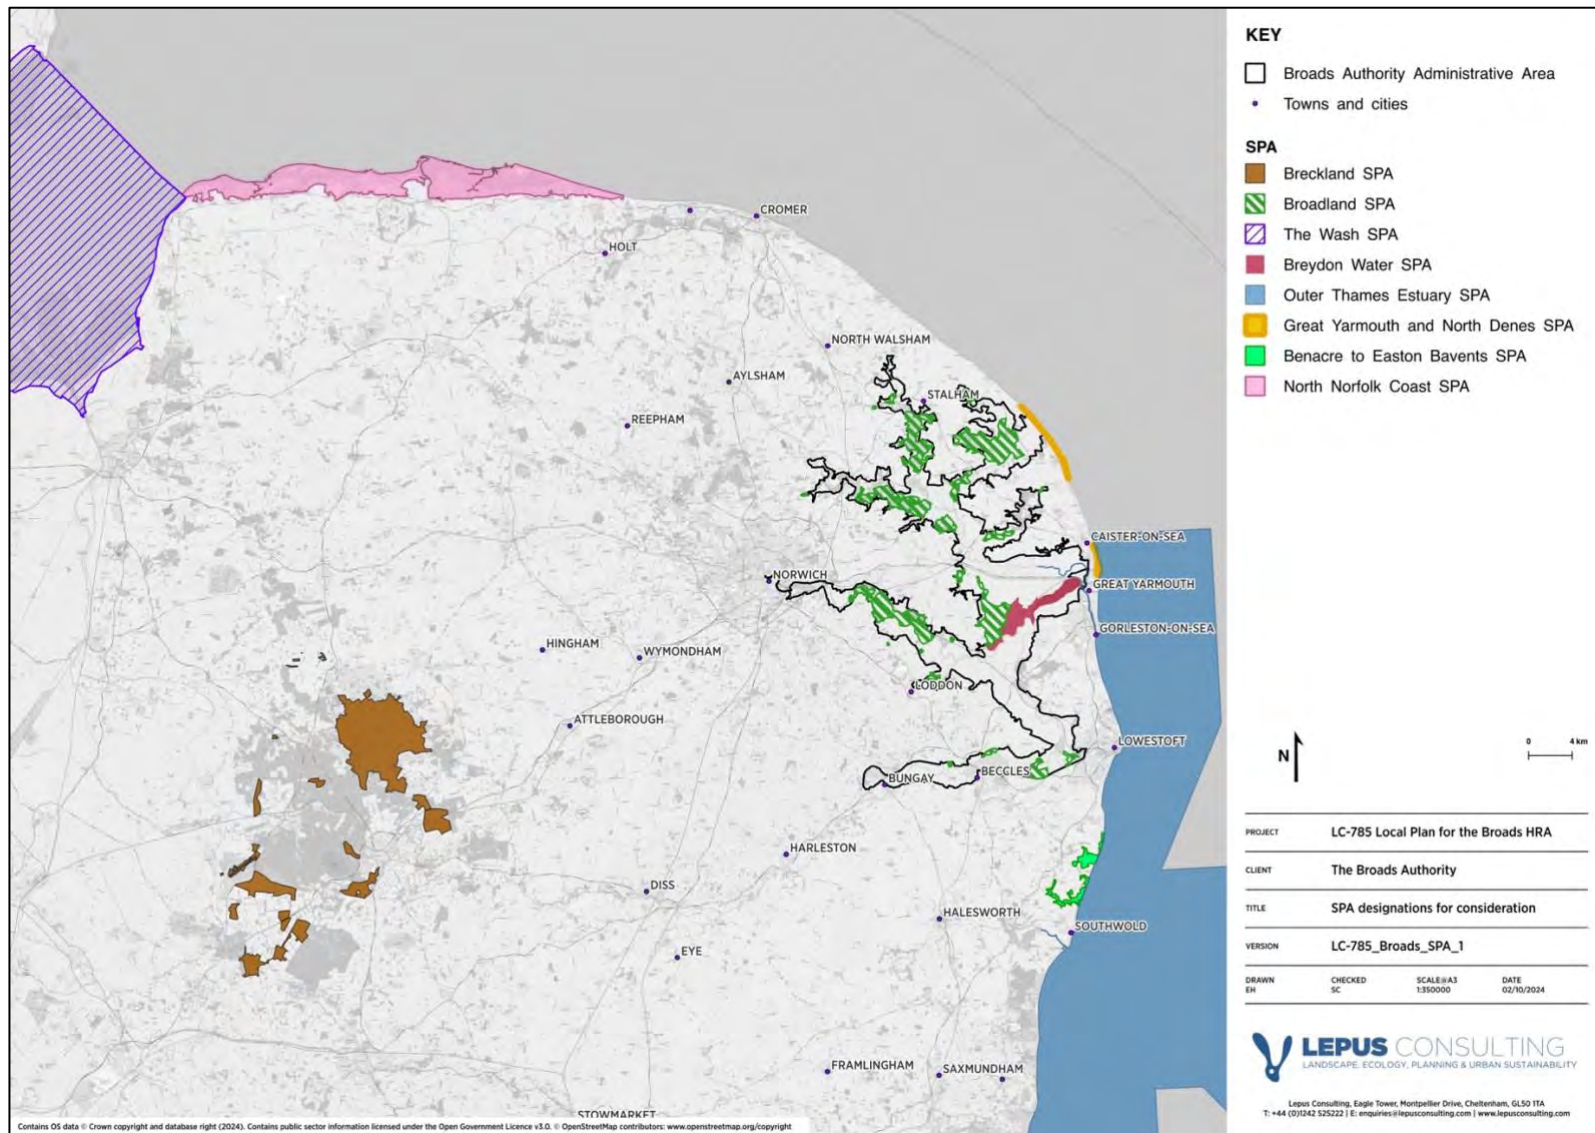 CROMER
HOLT
NORTH WALSHAM
AYLSHAM
STALHAM
REEPHAM
CAISTER-ON-SEA
NORWICH
GREAT YARMOUTH
GORLESTON-ON-SEA
HINGHAM
WYMONDHAM
LODDON
ATTLEBOROUGH
LOWESTOFT
BECCLES
BUNGAY
HARLESTON
DISS
HALESWORTH
SOUTHWOLD
EYE
FRAMLINGHAM
SAXMUNDHAM
STOWMARKET
Contains OS data © Crown copyright and database right (2024). Contains public sector information licensed under the Open Government Licence v3.0. © OpenStreetMap contributors: www.openstreetmap.org/copyright
KEY
Broads Authority Administrative Area
Towns and cities
SPA
Breckland SPA
Broadland SPA
The Wash SPA
Breydon Water SPA
Outer Thames Estuary SPA
Great Yarmouth and North Denes SPA
Benacre to Easton Bavents SPA
North Norfolk Coast SPA
N
0 4 km
PROJECT LC-785 Local Plan for the Broads HRA
CLIENT The Broads Authority
TITLE SPA designations for consideration
VERSION LC-785_Broads_SPA_1
DRAWN CHECKED SCALE@A3 DATE
EH SC 1:350000 02/10/2024
LEPUS CONSULTING
LANDSCAPE, ECOLOGY, PLANNING & URBAN SUSTAINABILITY
Lepus Consulting, Eagle Tower, Montpellier Drive, Cheltenham, GL50 1TA
T: +44 (0)1242 525222 | E: enquiries@lepusconsulting.com | www.lepusconsulting.com